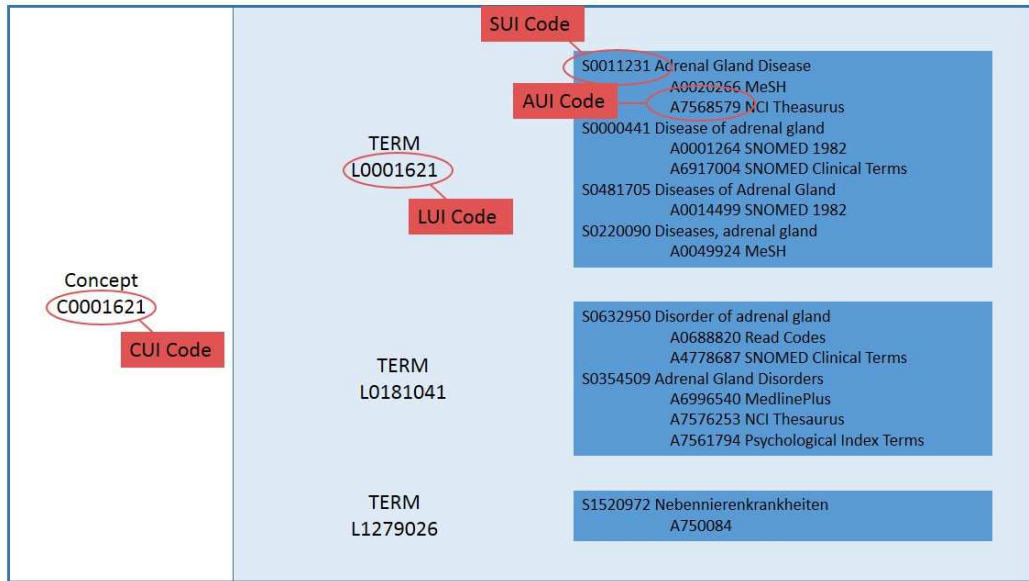 SUI Code
S0011231 Adrenal Gland Disease
A0020266 MeSH
AUI Code
A7568579 NCI Theasurus
S0000441 Disease of adrenal gland
A0001264 SNOMED 1982
A6917004 SNOMED Clinical Terms
S0481705 Diseases of Adrenal Gland
A0014499 SNOMED 1982
S0220090 Diseases, adrenal gland
A0049924 MeSH
TERM
L0001621
LUI Code
Concept
C0001621
CUI Code
S0632950 Disorder of adrenal gland
A0688820 Read Codes
A4778687 SNOMED Clinical Terms
S0354509 Adrenal Gland Disorders
A6996540 MedlinePlus
A7576253 NCI Thesaurus
A7561794 Psychological Index Terms
TERM
L0181041
TERM
L1279026
S1520972 Nebennierenkrankheiten
A750084